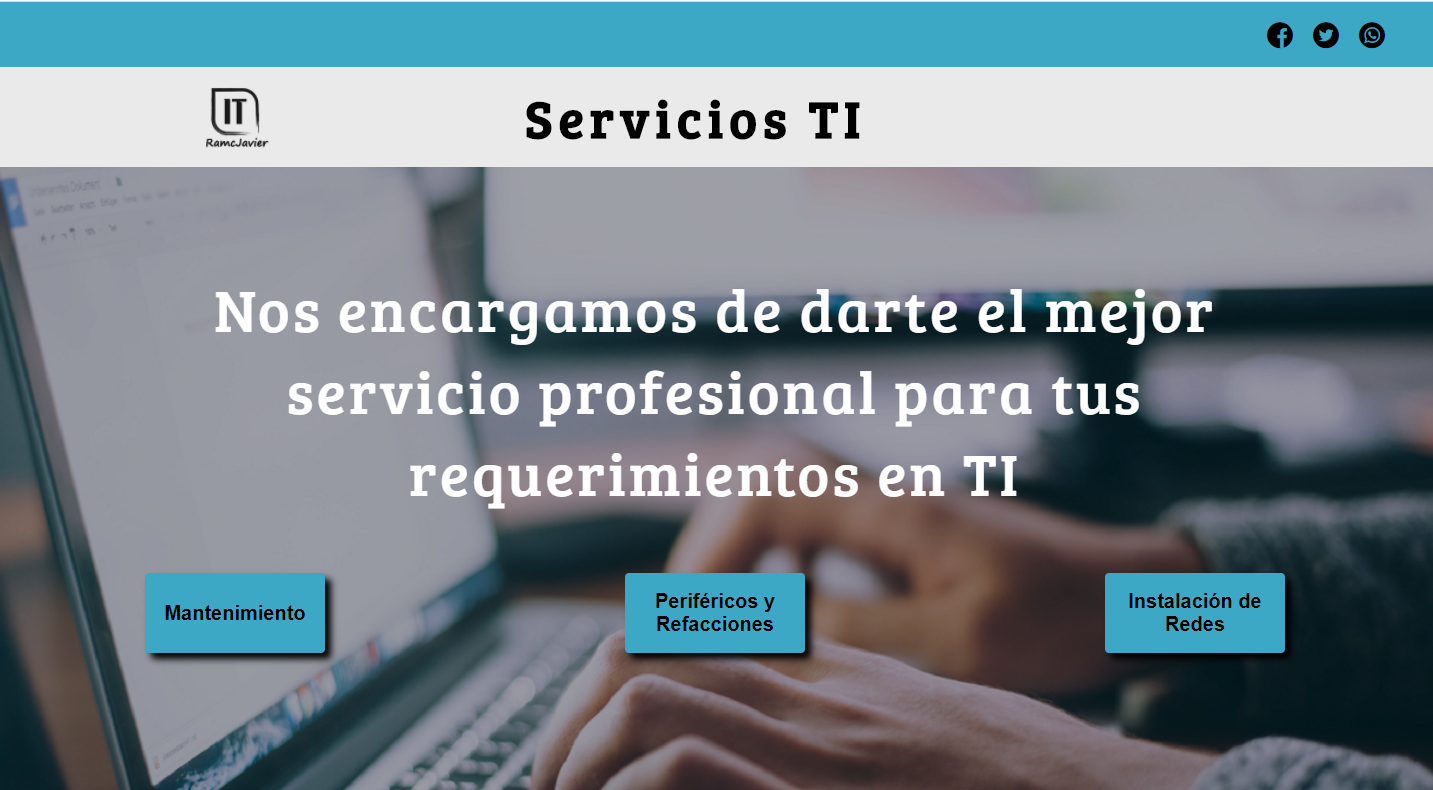 IT
RamcJavier
Servicios TI
Nos encargamos de darte el mejor
servicio profesional para tus
requerimientos en TI
Mantenimiento
Periféricos y
Refacciones
Instalación de
Redes